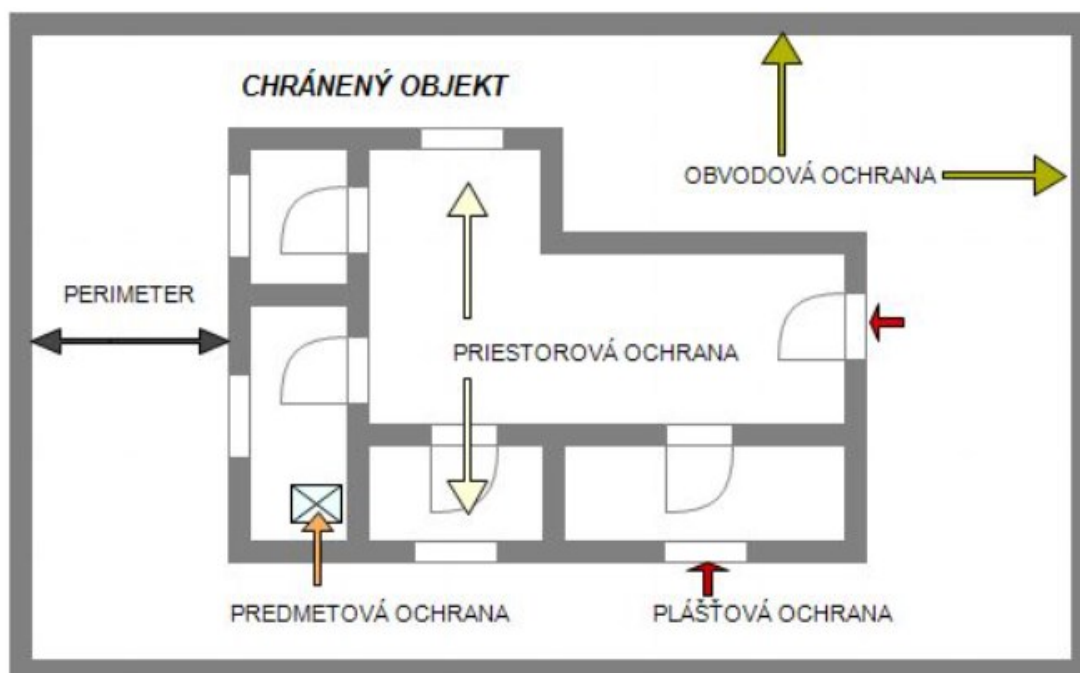 CHRÁNENÝ OBJEKT
OBVODOVÁ OCHRANA
PERIMETER
PRIESTOROVÁ OCHRANA
PREDMETOVÁ OCHRANA
PLÁŠŤOVÁ OCHRANA